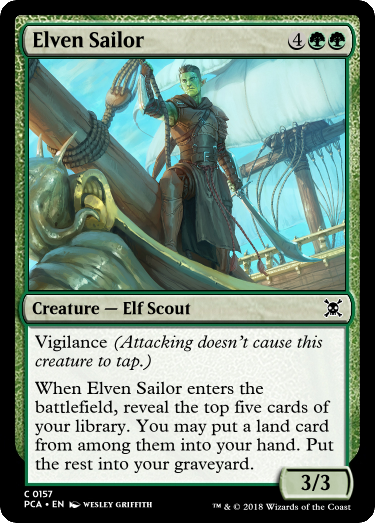 Elven Sailor 4
Creature — Elf Scout
Vigilance (Attacking doesn't cause this
creature to tap.)
When Elven Sailor enters the
battlefield, reveal the top five cards of
your library. You may put a land card
from among them into your hand. Put
the rest into your graveyard.
3/3
C 0157
PCA • EN WESLEY GRIFFITH
™ & © 2018 Wizards of the Coast